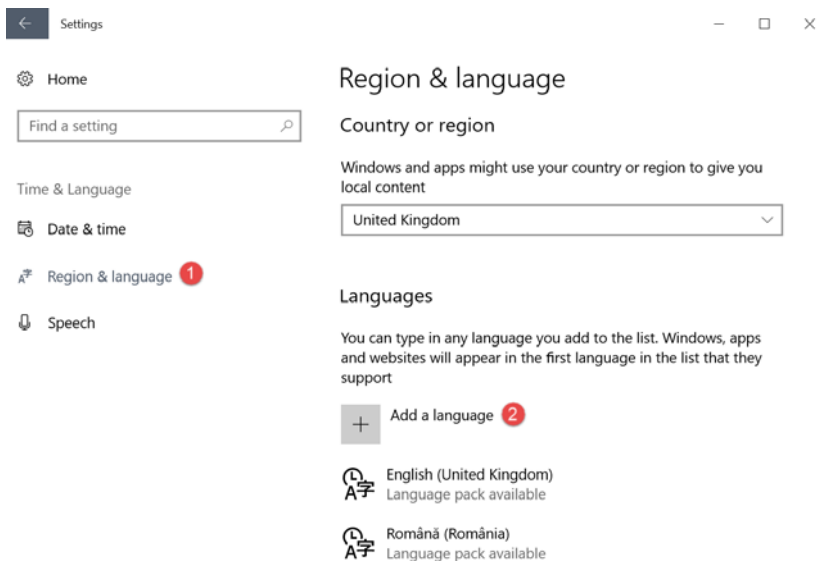 Settings
Home
Find a setting
Time & Language
Date & time
Region & language 1
Speech
Region & language
Country or region
Windows and apps might use your country or region to give you
local content
United Kingdom
Languages
You can type in any language you add to the list. Windows, apps
and websites will appear in the first language in the list that they
support
Add a language 2
English (United Kingdom)
Language pack available
Română (România)
Language pack available